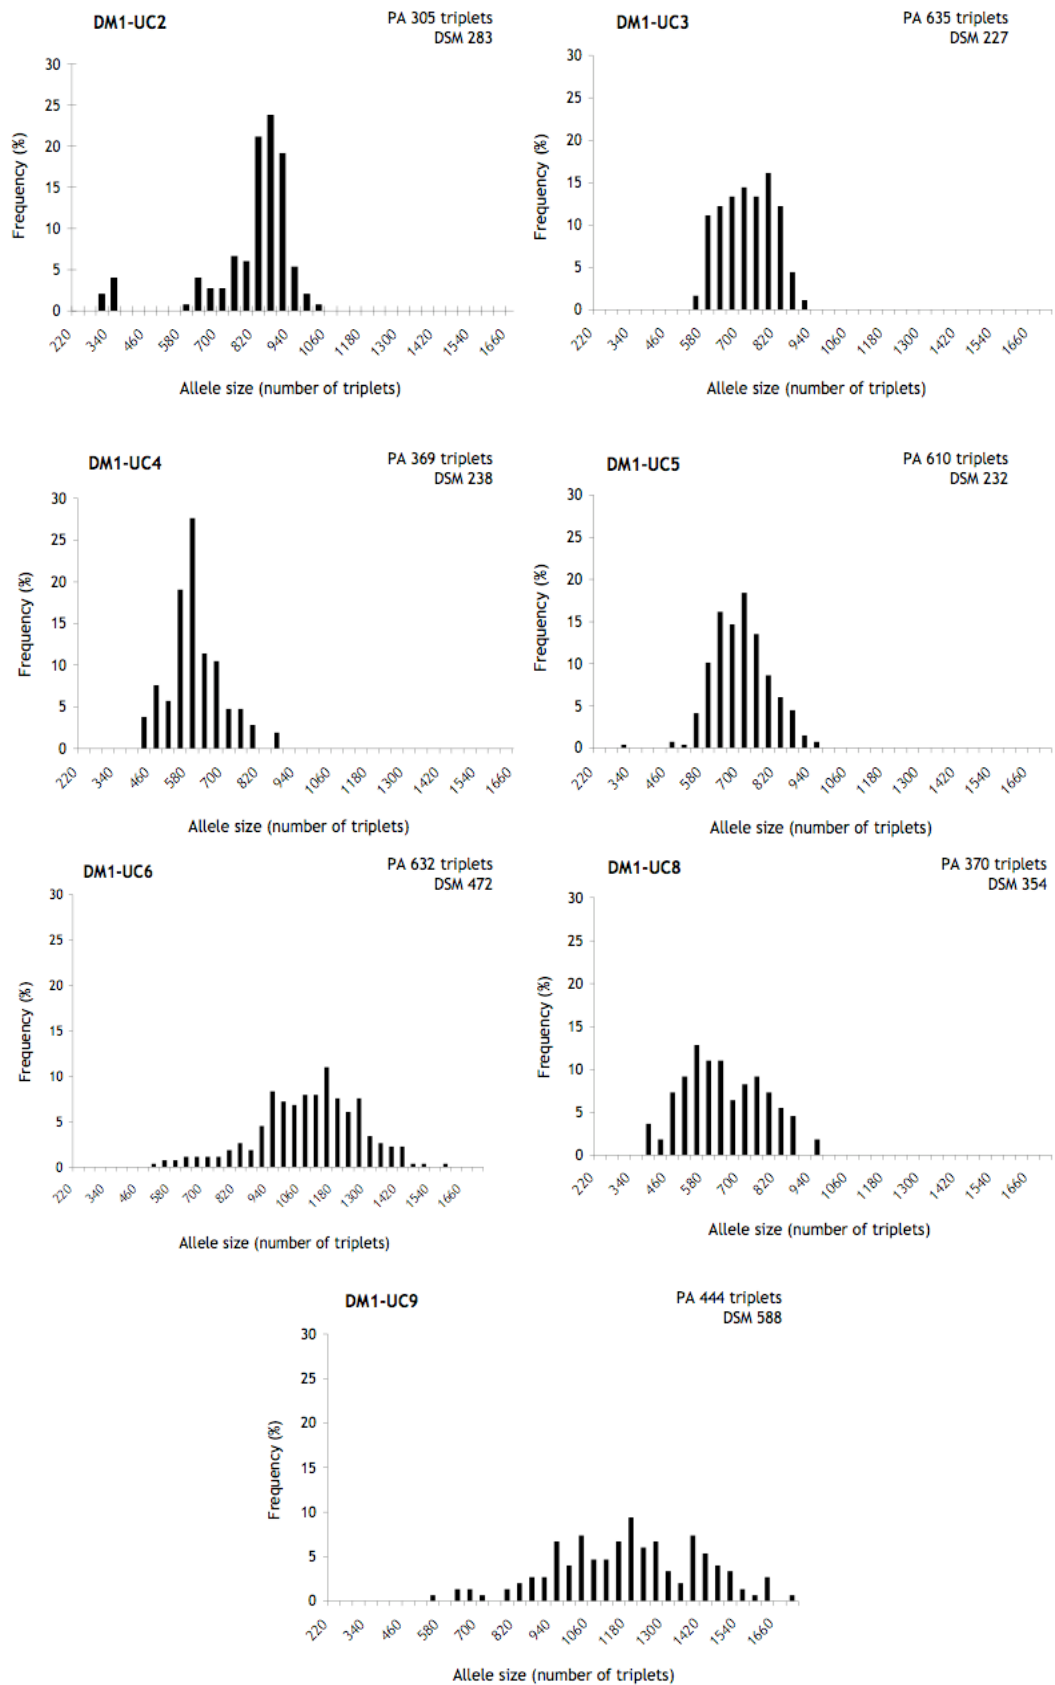 DM1-UC2
PA 305 triplets
DSM 283
Frequency (%)
30
25
20
15
10
5
0
220 340 460 580 700 820 940 1060 1180 1300 1420 1540 1660
Allele size (number of triplets)
DM1-UC3
PA 635 triplets
DSM 227
Frequency (%)
30
25
20
15
10
5
0
220 340 460 580 700 820 940 1060 1180 1300 1420 1540 1660
Allele size (number of triplets)
DM1-UC4
PA 369 triplets
DSM 238
Frequency (%)
30
25
20
15
10
5
0
220 340 460 580 700 820 940 1060 1180 1300 1420 1540 1660
Allele size (number of triplets)
DM1-UC5
PA 610 triplets
DSM 232
Frequency (%)
30
25
20
15
10
5
0
220 340 460 580 700 820 940 1060 1180 1300 1420 1540 1660
Allele size (number of triplets)
DM1-UC6
PA 632 triplets
DSM 472
Frequency (%)
30
25
20
15
10
5
0
220 340 460 580 700 820 940 1060 1180 1300 1420 1540 1660
Allele size (number of triplets)
DM1-UC8
PA 370 triplets
DSM 354
Frequency (%)
30
25
20
15
10
5
0
220 340 460 580 700 820 940 1060 1180 1300 1420 1540 1660
Allele size (number of triplets)
DM1-UC9
PA 444 triplets
DSM 588
Frequency (%)
30
25
20
15
10
5
0
220 340 460 580 700 820 940 1060 1180 1300 1420 1540 1660
Allele size (number of triplets)